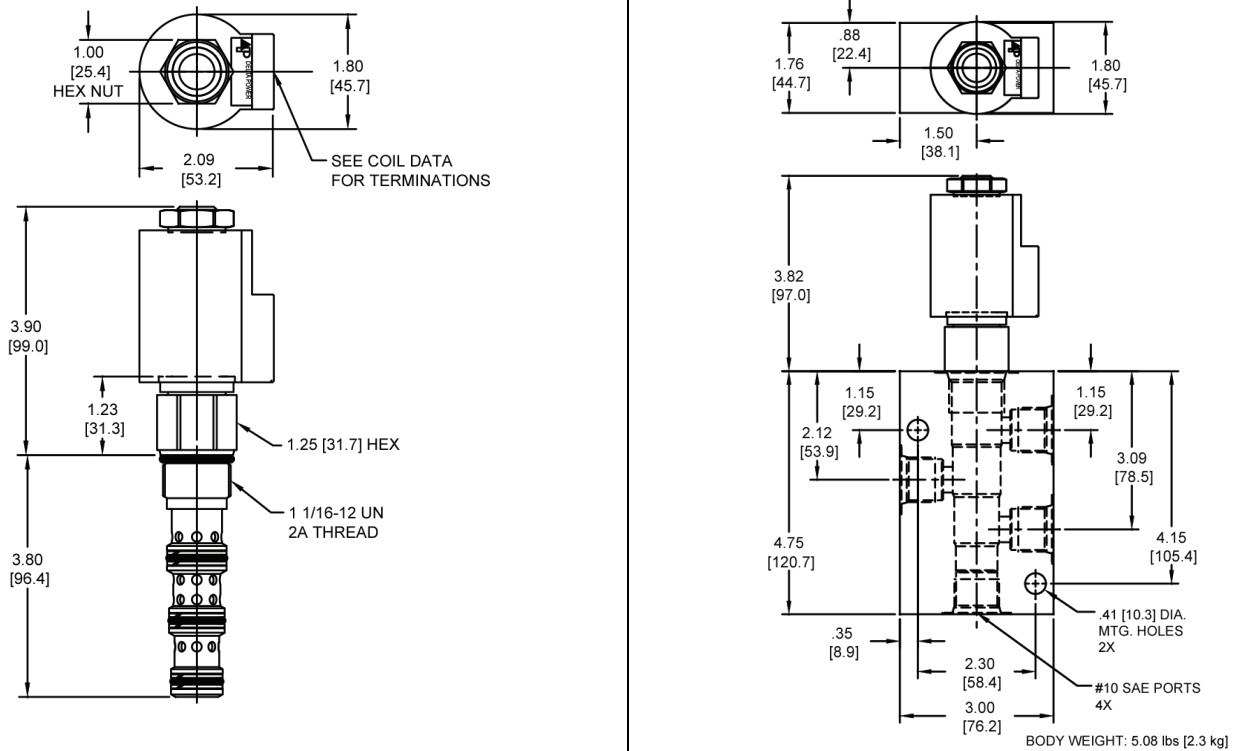 1.00
[25.4]
HEX NUT
1.80
[45.7]
DELTA POWER
2.09
[53.2]
SEE COIL DATA
FOR TERMINATIONS
3.90
[99.0]
1.23
[31.3]
1.25 [31.7] HEX
1 1/16-12 UN
2A THREAD
3.80
[96.4]
.88
[22.4]
1.76
[44.7]
DELTA POWER
1.80
[45.7]
1.50
[38.1]
3.82
[97.0]
1.15
[29.2]
2.12
[53.9]
1.15
[29.2]
3.09
[78.5]
4.75
[120.7]
4.15
[105.4]
.41 [10.3] DIA.
MTG. HOLES
2X
.35
[8.9]
2.30
[58.4]
#10 SAE PORTS
4X
3.00
[76.2]
BODY WEIGHT: 5.08 lbs [2.3 kg]